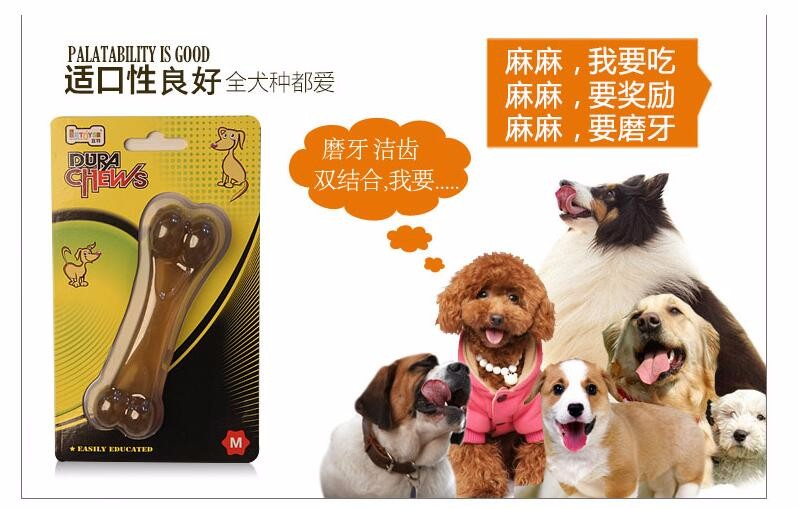 PALATABILITY IS GOOD
适口性良好 全犬种都爱
麻麻，我要吃
麻麻，要奖励
麻麻，要磨牙
磨牙 洁齿
双结合,我要.....
DURA
CHEWS
M
★ EASILY EDUCATED